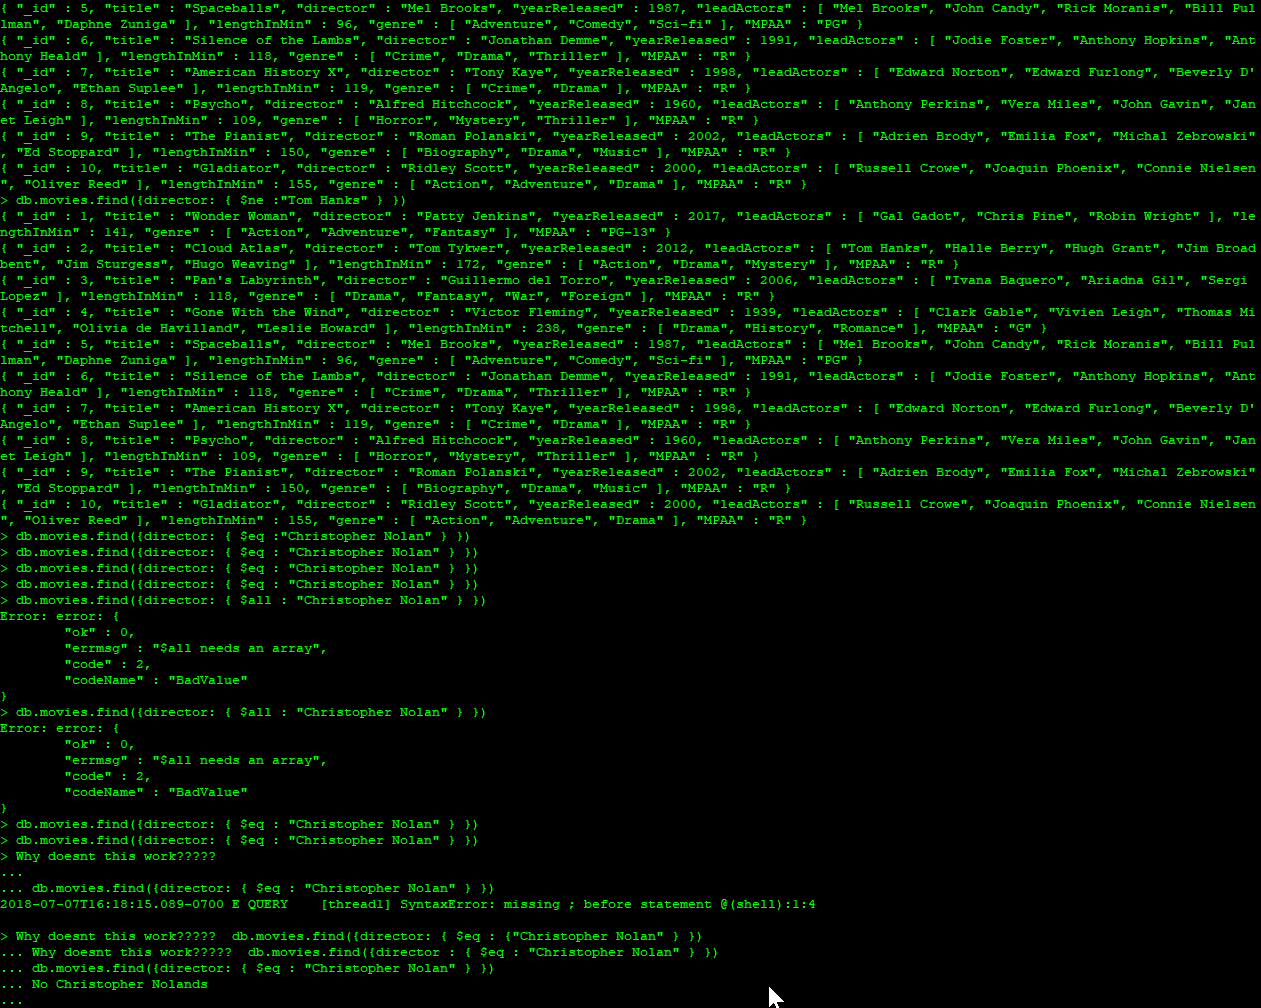 { "_id" : 5, "title" : "Spaceballs", "director" : "Mel Brooks", "yearReleased" : 1987, "leadActors" : [ "Mel Brooks", "John Candy", "Rick Moranis", "Bill Pul
lman", "Daphne Zuniga" ], "lengthInMin" : 96, "genre" : [ "Adventure", "Comedy", "Sci-fi" ], "MPAA" : "PG" }
{ "_id" : 6, "title" : "Silence of the Lambs", "director" : "Jonathan Demme", "yearReleased" : 1991, "leadActors" : [ "Jodie Foster", "Anthony Hopkins", "Ant
hony Heald" ], "lengthInMin" : 118, "genre" : [ "Crime", "Drama", "Thriller" ], "MPAA" : "R" }
{ "_id" : 7, "title" : "American History X", "director" : "Tony Kaye", "yearReleased" : 1998, "leadActors" : [ "Edward Norton", "Edward Furlong", "Beverly D'
Angelo", "Ethan Suplee" ], "lengthInMin" : 119, "genre" : [ "Crime", "Drama" ], "MPAA" : "R" }
{ "_id" : 8, "title" : "Psycho", "director" : "Alfred Hitchcock", "yearReleased" : 1960, "leadActors" : [ "Anthony Perkins", "Vera Miles", "John Gavin", "Jan
et Leigh" ], "lengthInMin" : 109, "genre" : [ "Horror", "Mystery", "Thriller" ], "MPAA" : "R" }
{ "_id" : 9, "title" : "The Pianist", "director" : "Roman Polanski", "yearReleased" : 2002, "leadActors" : [ "Adrien Brody", "Emilia Fox", "Michal Zebrowski"
, "Ed Stoppard" ], "lengthInMin" : 150, "genre" : [ "Biography", "Drama", "Music" ], "MPAA" : "R" }
{ "_id" : 10, "title" : "Gladiator", "director" : "Ridley Scott", "yearReleased" : 2000, "leadActors" : [ "Russell Crowe", "Joaquin Phoenix", "Connie Nielsen
", "Oliver Reed" ], "lengthInMin" : 155, "genre" : [ "Action", "Adventure", "Drama" ], "MPAA" : "R" }
> db.movies.find({director: { $ne :"Tom Hanks" } })
{ "_id" : 1, "title" : "Wonder Woman", "director" : "Patty Jenkins", "yearReleased" : 2017, "leadActors" : [ "Gal Gadot", "Chris Pine", "Robin Wright" ], "le
ngthInMin" : 141, "genre" : [ "Action", "Adventure", "Fantasy" ], "MPAA" : "PG-13" }
{ "_id" : 2, "title" : "Cloud Atlas", "director" : "Tom Tykwer", "yearReleased" : 2012, "leadActors" : [ "Tom Hanks", "Halle Berry", "Hugh Grant", "Jim Broad
bent", "Jim Sturgess", "Hugo Weaving" ], "lengthInMin" : 172, "genre" : [ "Action", "Drama", "Mystery" ], "MPAA" : "R" }
{ "_id" : 3, "title" : "Pan's Labyrinth", "director" : "Guillermo del Torro", "yearReleased" : 2006, "leadActors" : [ "Ivana Baquero", "Ariadna Gil", "Sergi
Lopez" ], "lengthInMin" : 118, "genre" : [ "Drama", "Fantasy", "War", "Foreign" ], "MPAA" : "R" }
{ "_id" : 4, "title" : "Gone With the Wind", "director" : "Victor Fleming", "yearReleased" : 1939, "leadActors" : [ "Clark Gable", "Vivien Leigh", "Thomas Mi
tchell", "Olivia de Havilland", "Leslie Howard" ], "lengthInMin" : 238, "genre" : [ "Drama", "History", "Romance" ], "MPAA" : "G" }
{ "_id" : 5, "title" : "Spaceballs", "director" : "Mel Brooks", "yearReleased" : 1987, "leadActors" : [ "Mel Brooks", "John Candy", "Rick Moranis", "Bill Pul
lman", "Daphne Zuniga" ], "lengthInMin" : 96, "genre" : [ "Adventure", "Comedy", "Sci-fi" ], "MPAA" : "PG" }
{ "_id" : 6, "title" : "Silence of the Lambs", "director" : "Jonathan Demme", "yearReleased" : 1991, "leadActors" : [ "Jodie Foster", "Anthony Hopkins", "Ant
hony Heald" ], "lengthInMin" : 118, "genre" : [ "Crime", "Drama", "Thriller" ], "MPAA" : "R" }
{ "_id" : 7, "title" : "American History X", "director" : "Tony Kaye", "yearReleased" : 1998, "leadActors" : [ "Edward Norton", "Edward Furlong", "Beverly D'
Angelo", "Ethan Suplee" ], "lengthInMin" : 119, "genre" : [ "Crime", "Drama" ], "MPAA" : "R" }
{ "_id" : 8, "title" : "Psycho", "director" : "Alfred Hitchcock", "yearReleased" : 1960, "leadActors" : [ "Anthony Perkins", "Vera Miles", "John Gavin", "Jan
et Leigh" ], "lengthInMin" : 109, "genre" : [ "Horror", "Mystery", "Thriller" ], "MPAA" : "R" }
{ "_id" : 9, "title" : "The Pianist", "director" : "Roman Polanski", "yearReleased" : 2002, "leadActors" : [ "Adrien Brody", "Emilia Fox", "Michal Zebrowski"
, "Ed Stoppard" ], "lengthInMin" : 150, "genre" : [ "Biography", "Drama", "Music" ], "MPAA" : "R" }
{ "_id" : 10, "title" : "Gladiator", "director" : "Ridley Scott", "yearReleased" : 2000, "leadActors" : [ "Russell Crowe", "Joaquin Phoenix", "Connie Nielsen
", "Oliver Reed" ], "lengthInMin" : 155, "genre" : [ "Action", "Adventure", "Drama" ], "MPAA" : "R" }
> db.movies.find({director: { $eq :"Christopher Nolan" } })
> db.movies.find({director: { $eq : "Christopher Nolan" } })
> db.movies.find({director: { $eq : "Christopher Nolan" } })
> db.movies.find({director: { $eq : "Christopher Nolan" } })
> db.movies.find({director: { $all : "Christopher Nolan" } })
Error: error: {
"ok" : 0,
"errmsg" : "$all needs an array",
"code" : 2,
"codeName" : "BadValue"
}
> db.movies.find({director: { $all : "Christopher Nolan" } })
Error: error: {
"ok" : 0,
"errmsg" : "$all needs an array",
"code" : 2,
"codeName" : "BadValue"
}
> db.movies.find({director: { $eq : "Christopher Nolan" } })
> db.movies.find({director: { $eq : "Christopher Nolan" } })
> Why doesnt this work?????
...
... db.movies.find({director: { $eq : "Christopher Nolan" } })
2018-07-07T16:18:15.089-0700 E QUERY    [thread1] SyntaxError: missing ; before statement @(shell):1:4
> Why doesnt this work?????  db.movies.find({director: { $eq : {"Christopher Nolan" } })
... Why doesnt this work?????  db.movies.find({director : { $eq : "Christopher Nolan" } })
... db.movies.find({director: { $eq : "Christopher Nolan" } })
... No Christopher Nolands
...